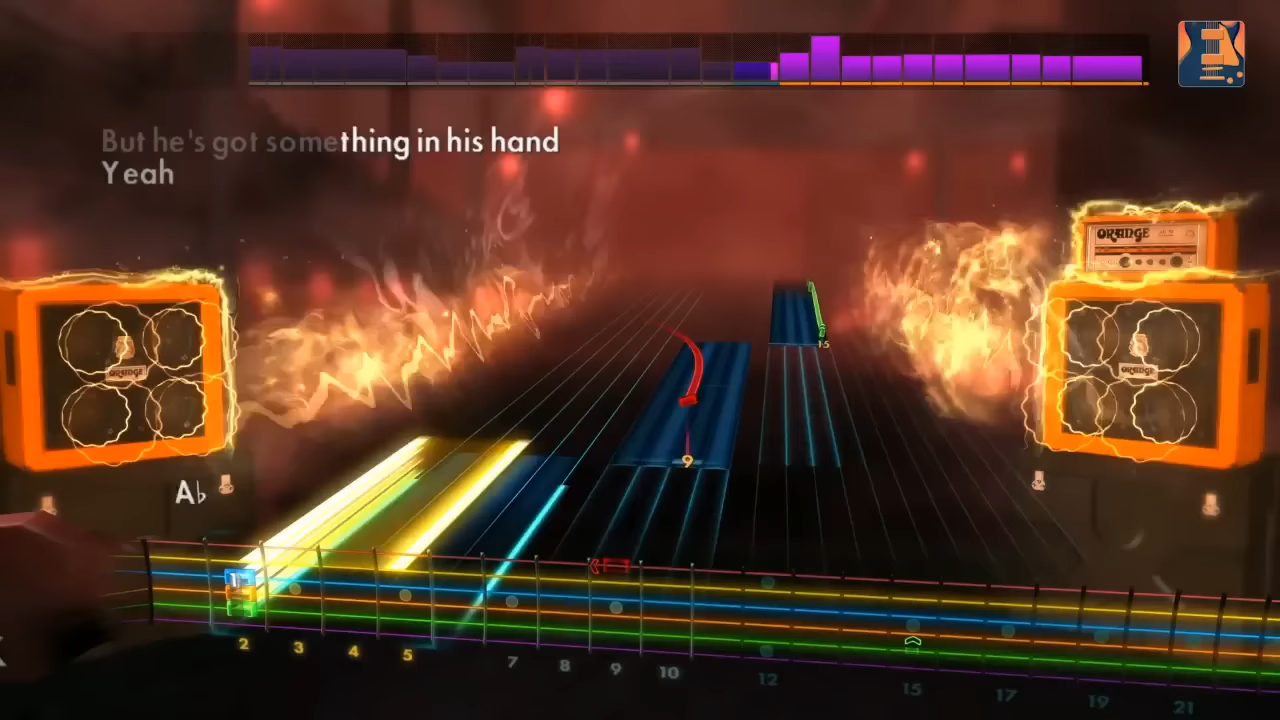 But he's got something in his hand
Yeah
ORANGE
15
ORANGE
ORANGE
9
A♭
2 3 4 5 7 8 9 10 12 15 17 19 21